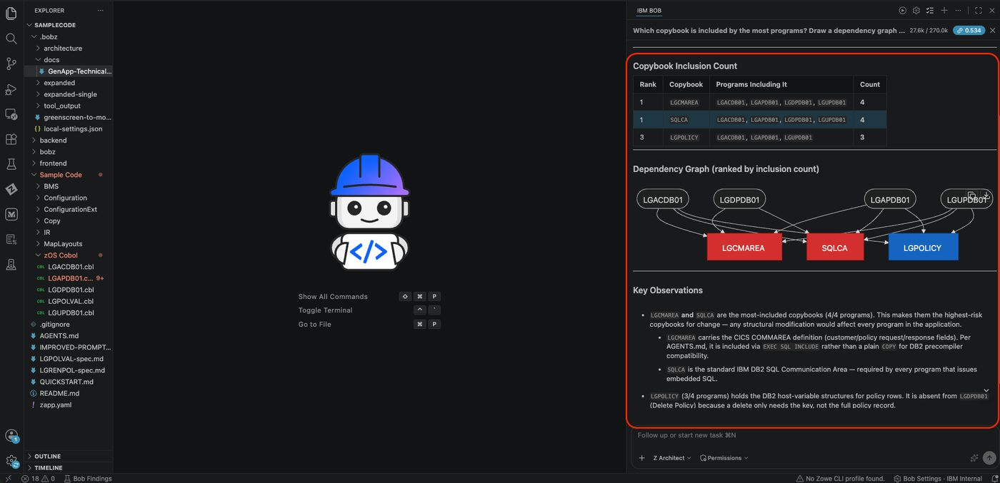 EXPLORER
SAMPLECODE
.bobz
architecture
docs
GenApp-Technical...
expanded
expanded-single
tool_output
greenscreen-to-mo...
{} local-settings.json
backend
bobz
frontend
Sample Code
BMS
Configuration
ConfigurationExt
Copy
IR
MapLayouts
zOS Cobol
CBL LGACDB01.cbl
CBL LGAPDB01.c... 9+
CBL LGDPDB01.cbl
CBL LGPOLVAL.cbl
CBL LGUPDB01.cbl
.gitignore
AGENTS.md
IMPROVED-PROMPT...
LGPOLVAL-spec.md
LGRENPOL-spec.md
QUICKSTART.md
README.md
! zapp.yaml
OUTLINE
TIMELINE
1
</>
Show All Commands ⇧ ⌘ P
Toggle Terminal ^ `
Go to File ⌘ P
IBM BOB
Which copybook is included by the most programs? Draw a dependency graph ... 27.6k / 270.0k 0.534
Copybook Inclusion Count
Rank Copybook Programs Including It Count
1 LGCMAREA LGACDB01, LGAPDB01, LGDPDB01, LGUPDB01 4
1 SQLCA LGACDB01, LGAPDB01, LGDPDB01, LGUPDB01 4
3 LGPOLICY LGACDB01, LGAPDB01, LGUPDB01 3
Dependency Graph (ranked by inclusion count)
LGACDB01 LGDPDB01 LGAPDB01 LGUPDB01
LGCMAREA SQLCA LGPOLICY
Key Observations
• LGCMAREA and SQLCA are the most-included copybooks (4/4 programs). This makes them the highest-risk
copybooks for change — any structural modification would affect every program in the application.
• LGCMAREA carries the CICS COMMAREA definition (customer/policy request/response fields). Per
AGENTS.md, it is included via EXEC SQL INCLUDE rather than a plain COPY for DB2 precompiler
compatibility.
• SQLCA is the standard IBM DB2 SQL Communication Area — required by every program that issues
embedded SQL.
• LGPOLICY (3/4 programs) holds the DB2 host-variable structures for policy rows. It is absent from LGDPDB01
(Delete Policy) because a delete only needs the key, not the full policy record.
Follow up or start new task ⌘N
Z Architect Permissions
18 0 Bob Findings
No Zowe CLI profile found. Bob Settings - IBM Internal